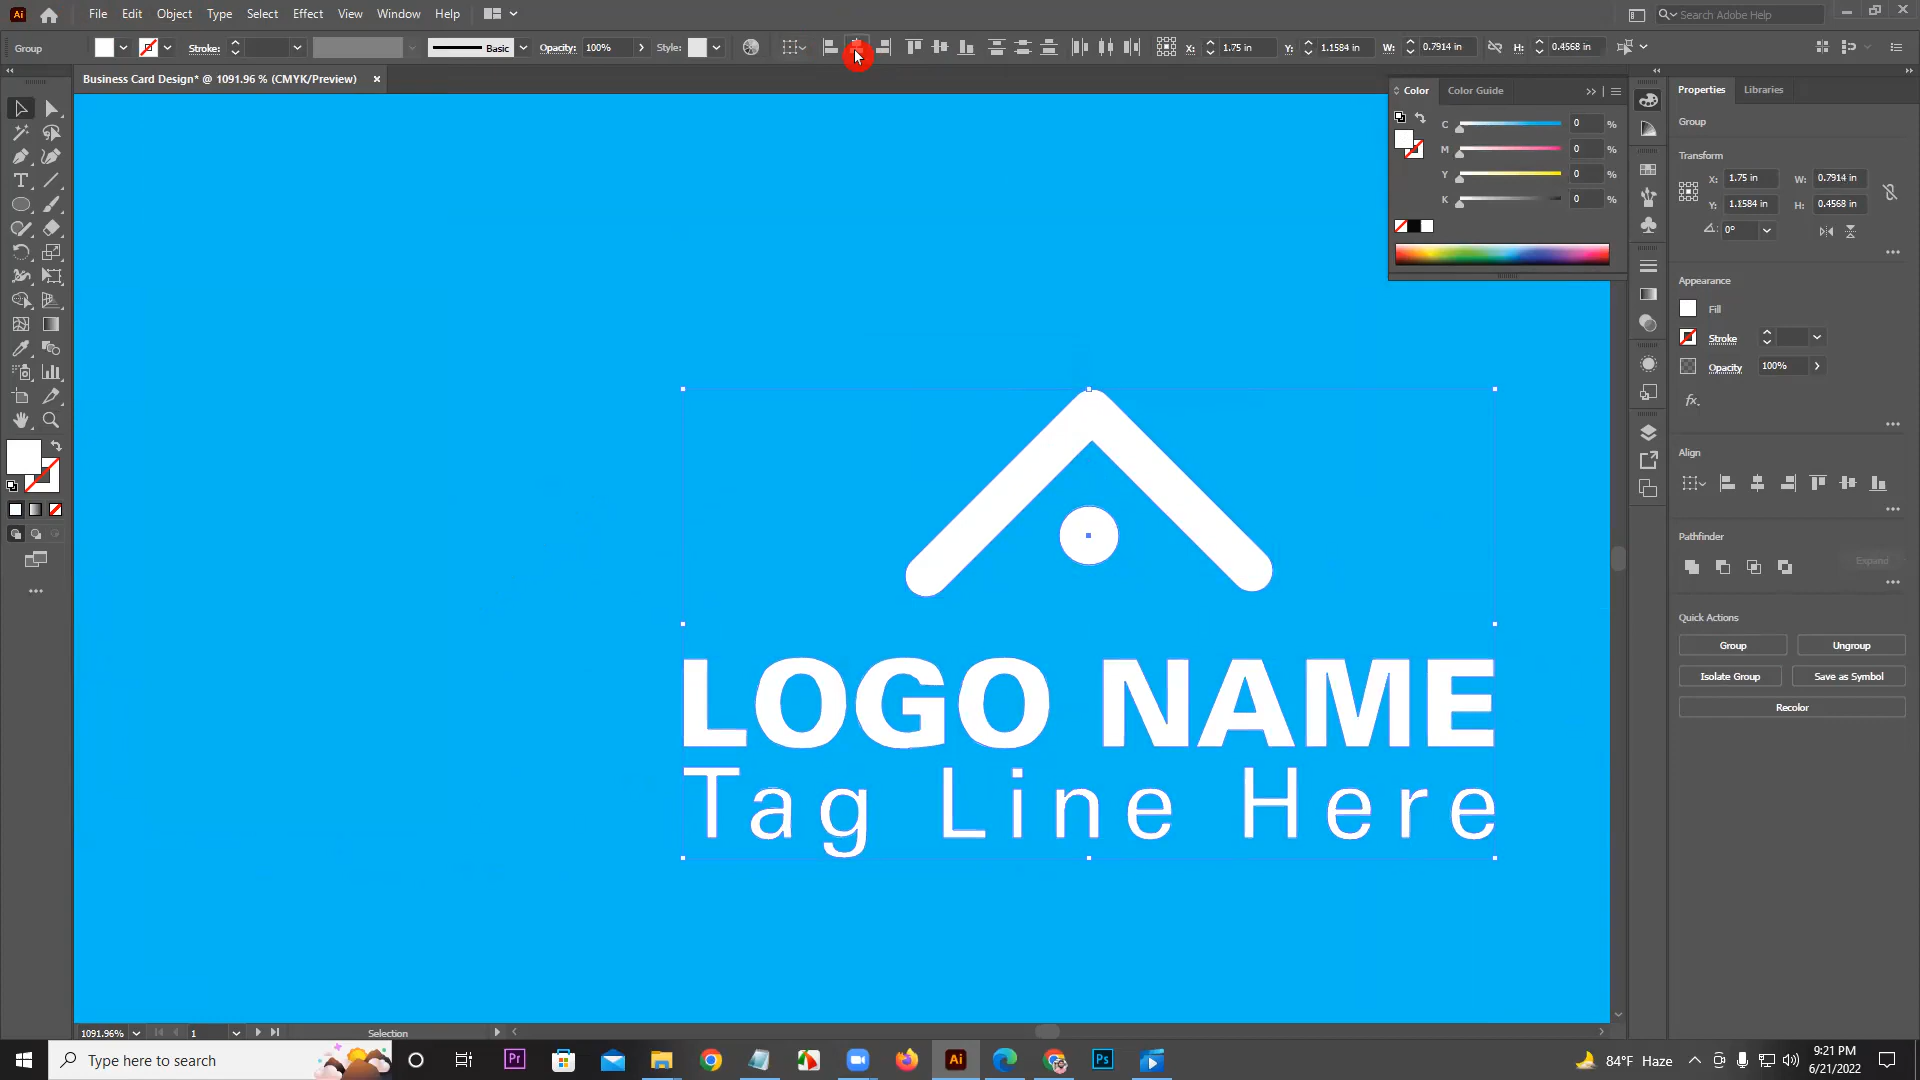 File Edit Object Type Select Effect View Window Help Search Adobe Help
Group Stroke: Basic Opacity: 100% Style: X: 1.75 in Y: 1.1584 in W: 0.7914 in H: 0.4568 in
Business Card Design* @ 1091.96 % (CMYK/Preview) ×
Color Color Guide
C 0 %
M 0 %
Y 0 %
K 0 %
Properties Libraries
Group
Transform
X: 1.75 in W: 0.7914 in
Y: 1.1584 in H: 0.4568 in
0°
Appearance
Fill
Stroke
Opacity 100%
fx.
Align
Pathfinder
Expand
Quick Actions
Group Ungroup
Isolate Group Save as Symbol
Recolor
LOGO NAME
Tag Line Here
1091.96% 1 Selection
Type here to search
Pr
Ai
Ps
84°F Haze
9:21 PM
6/21/2022